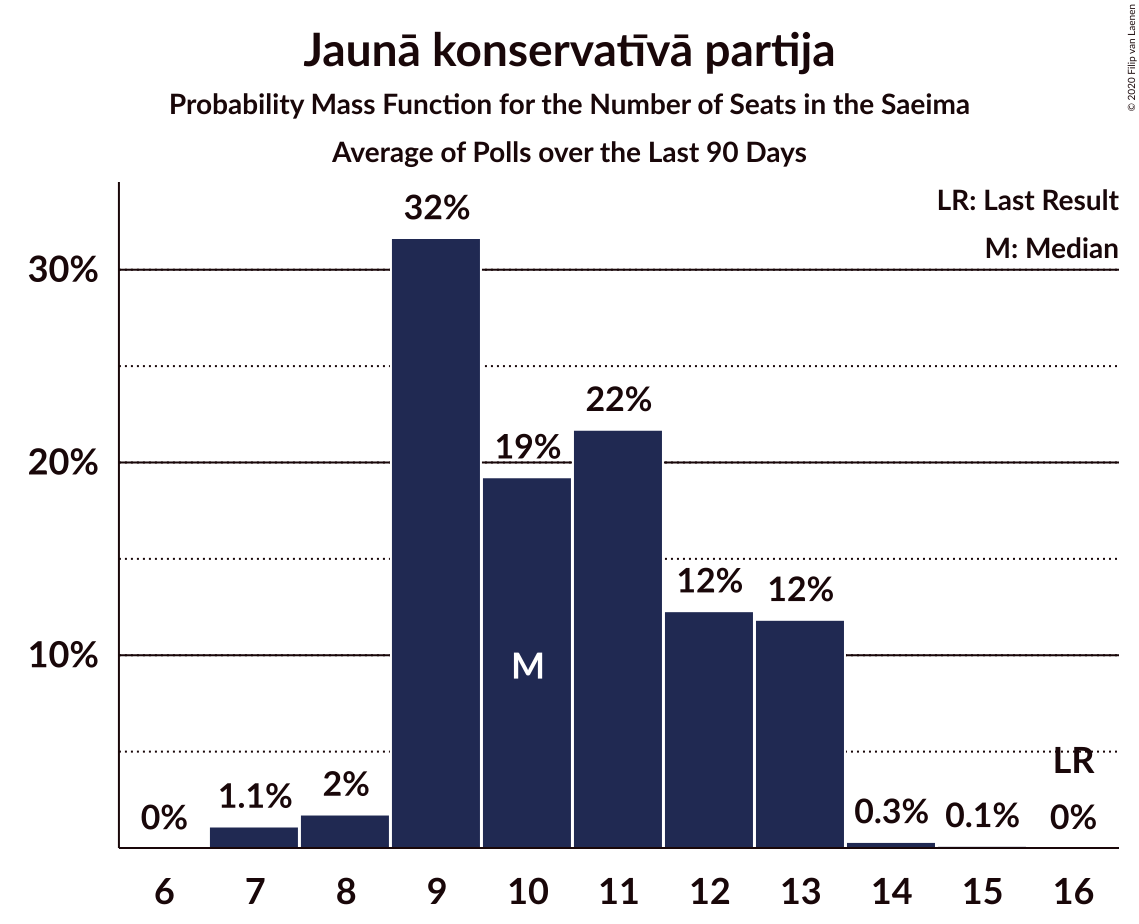 Jaunā konservatīvā partija
Probability Mass Function for the Number of Seats in the Saeima
Average of Polls over the Last 90 Days
© 2020 Filip van Laenen
LR: Last Result
M: Median
30%
20%
10%
0%
1.1%
2%
32%
19%
22%
12%
12%
0.3%
0.1%
0%
M
LR
6 7 8 9 10 11 12 13 14 15 16